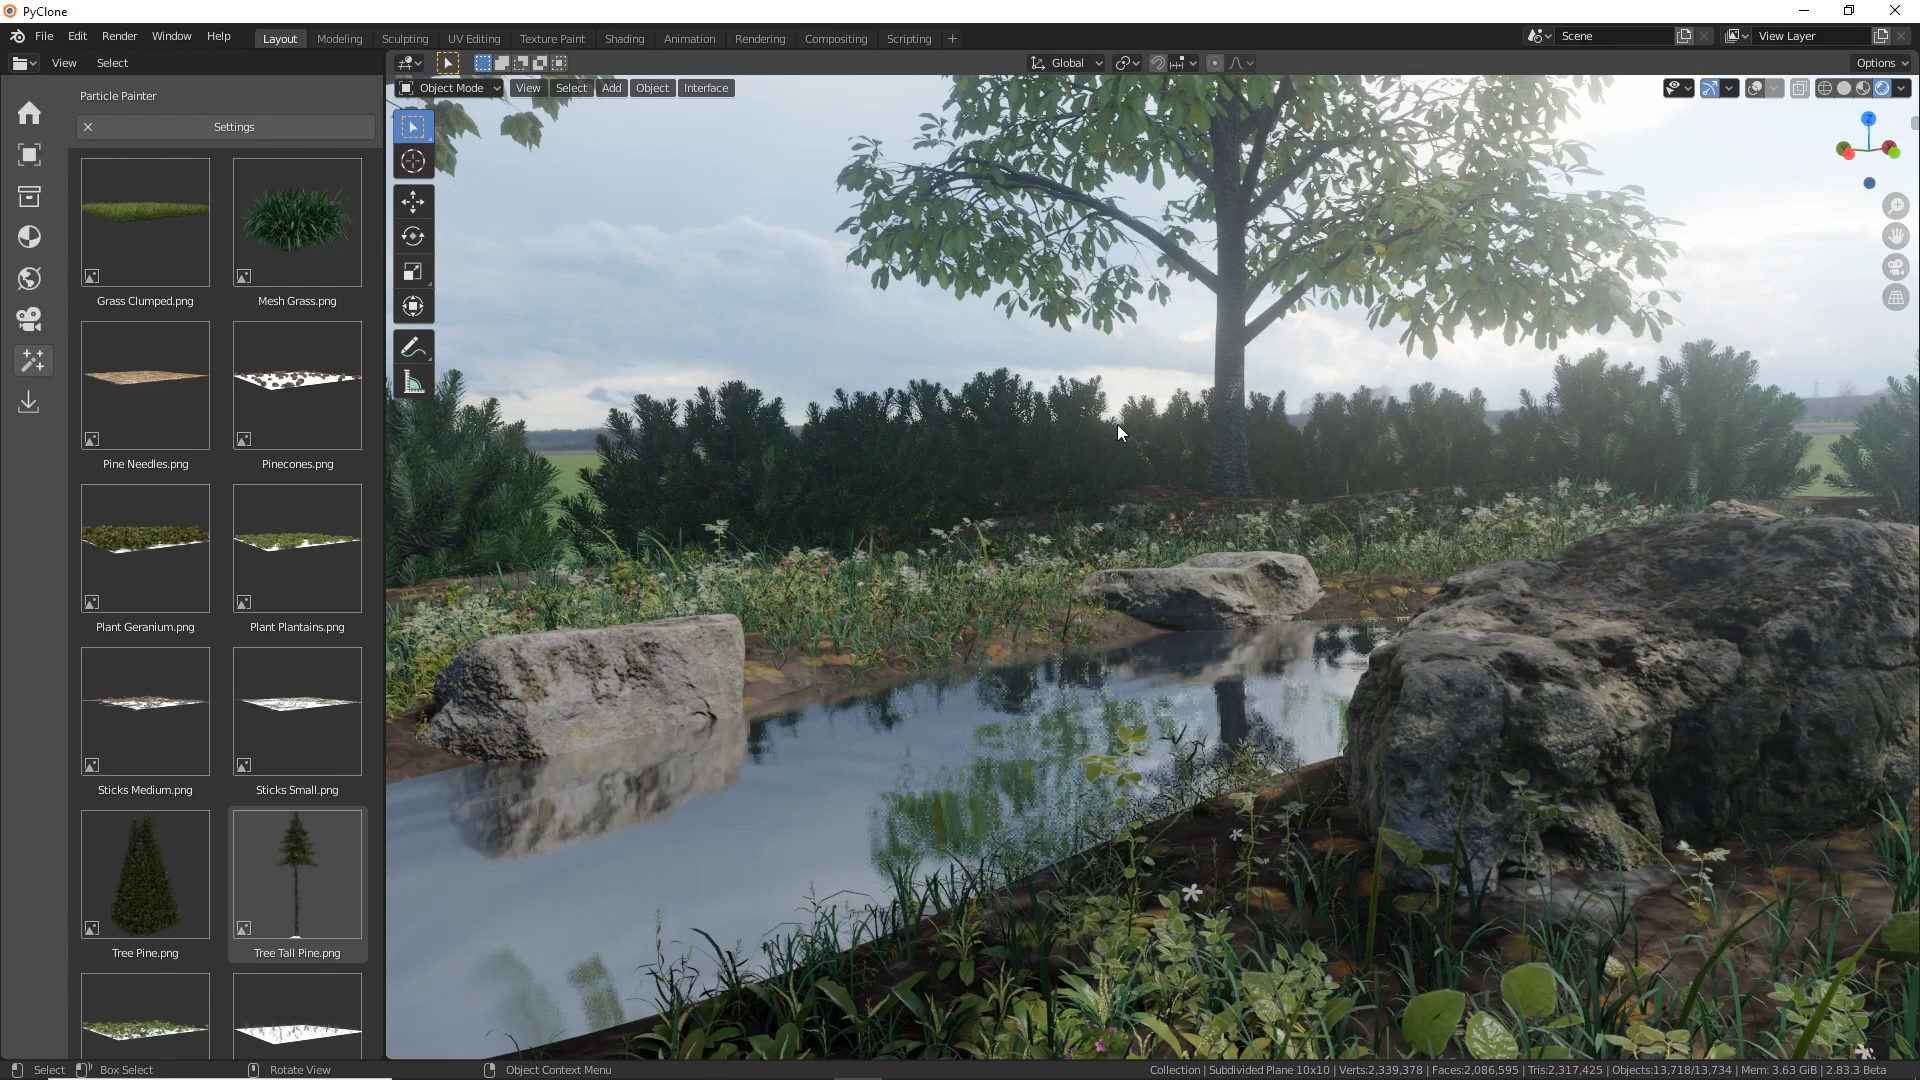 PyClone
File Edit Render Window Help Layout Modeling Sculpting UV Editing Texture Paint Shading Animation Rendering Compositing Scripting + Scene View Layer
View Select Global Options
Object Mode View Select Add Object Interface
Particle Painter
Settings
Z
Grass Clumped.png Mesh Grass.png
Pine Needles.png Pinecones.png
Plant Geranium.png Plant Plantains.png
Sticks Medium.png Sticks Small.png
Tree Pine.png Tree Tall Pine.png
Select Box Select Rotate View Object Context Menu Collection | Subdivided Plane 10x10 | Verts:2,339,378 | Faces:2,086,595 | Tris:2,317,425 | Objects:13,718/13,734 | Mem: 3.63 GiB | 2.83.3 Beta